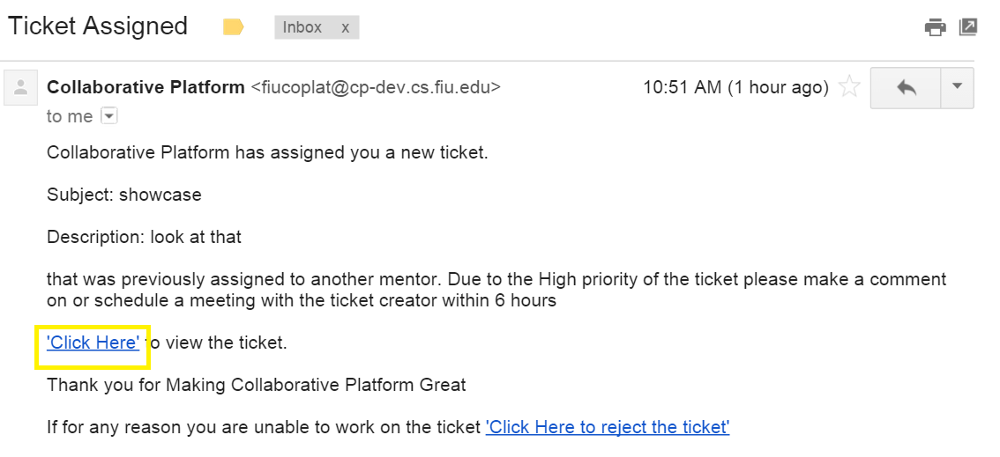 Ticket Assigned Inbox x
Collaborative Platform <fiucoplat@cp-dev.cs.fiu.edu> 10:51 AM (1 hour ago)
to me
Collaborative Platform has assigned you a new ticket.
Subject: showcase
Description: look at that
that was previously assigned to another mentor. Due to the High priority of the ticket please make a comment
on or schedule a meeting with the ticket creator within 6 hours
'Click Here' to view the ticket.
Thank you for Making Collaborative Platform Great
If for any reason you are unable to work on the ticket 'Click Here to reject the ticket'